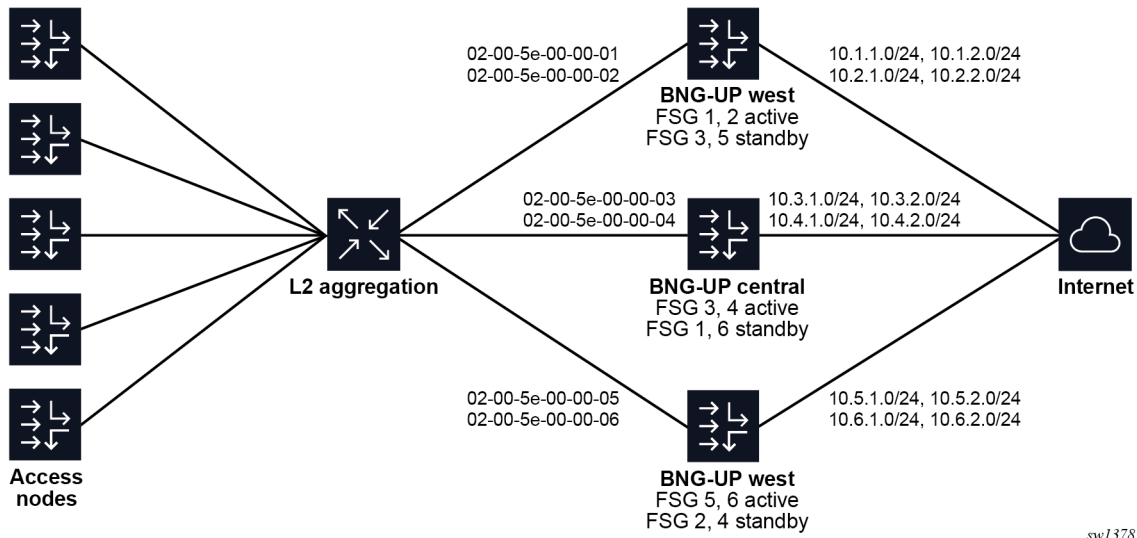 02-00-5e-00-00-01
02-00-5e-00-00-02
10.1.1.0/24, 10.1.2.0/24
10.2.1.0/24, 10.2.2.0/24
BNG-UP west
FSG 1, 2 active
FSG 3, 5 standby
02-00-5e-00-00-03
02-00-5e-00-00-04
10.3.1.0/24, 10.3.2.0/24
10.4.1.0/24, 10.4.2.0/24
L2 aggregation
BNG-UP central
FSG 3, 4 active
FSG 1, 6 standby
Internet
02-00-5e-00-00-05
02-00-5e-00-00-06
10.5.1.0/24, 10.5.2.0/24
10.6.1.0/24, 10.6.2.0/24
Access
nodes
BNG-UP west
FSG 5, 6 active
FSG 2, 4 standby
sw1378